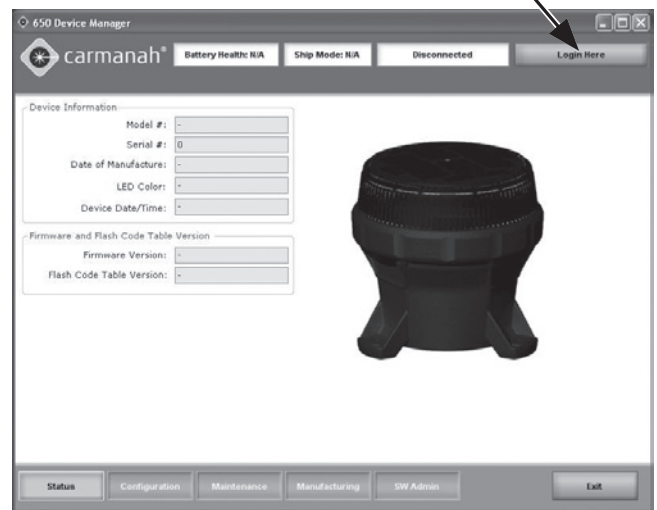 650 Device Manager
carmanah®
Battery Health: N/A
Ship Mode: N/A
Disconnected
Login Here
Device Information
Model #: -
Serial #: 0
Date of Manufacture: -
LED Color: -
Device Date/Time: -
Firmware and Flash Code Table Version
Firmware Version: -
Flash Code Table Version: -
Status
Configuration
Maintenance
Manufacturing
SW Admin
Exit